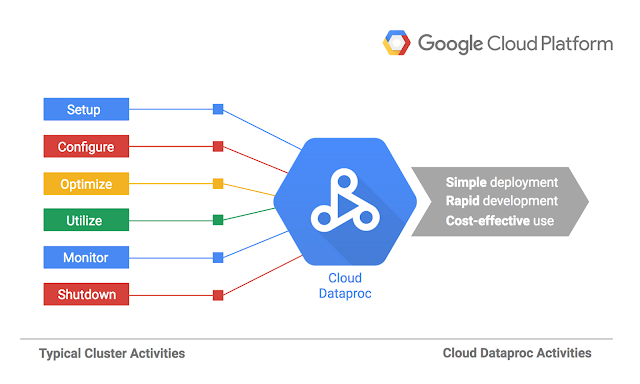 Google Cloud Platform
Setup
Configure
Optimize
Utilize
Monitor
Shutdown
Cloud
Dataproc
Simple deployment
Rapid development
Cost-effective use
Typical Cluster Activities
Cloud Dataproc Activities